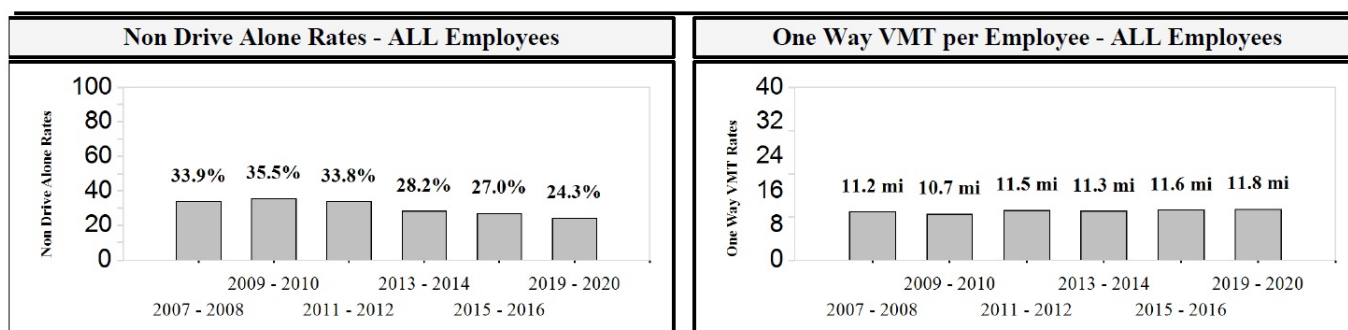 Non Drive Alone Rates - ALL Employees
Non Drive Alone Rates
100
80
60
40
20
0
33.9%
35.5%
33.8%
28.2%
27.0%
24.3%
2009 - 2010
2013 - 2014
2019 - 2020
2007 - 2008
2011 - 2012
2015 - 2016
One Way VMT per Employee - ALL Employees
One Way VMT Rates
40
32
24
16
8
0
11.2 mi
10.7 mi
11.5 mi
11.3 mi
11.6 mi
11.8 mi
2009 - 2010
2013 - 2014
2019 - 2020
2007 - 2008
2011 - 2012
2015 - 2016